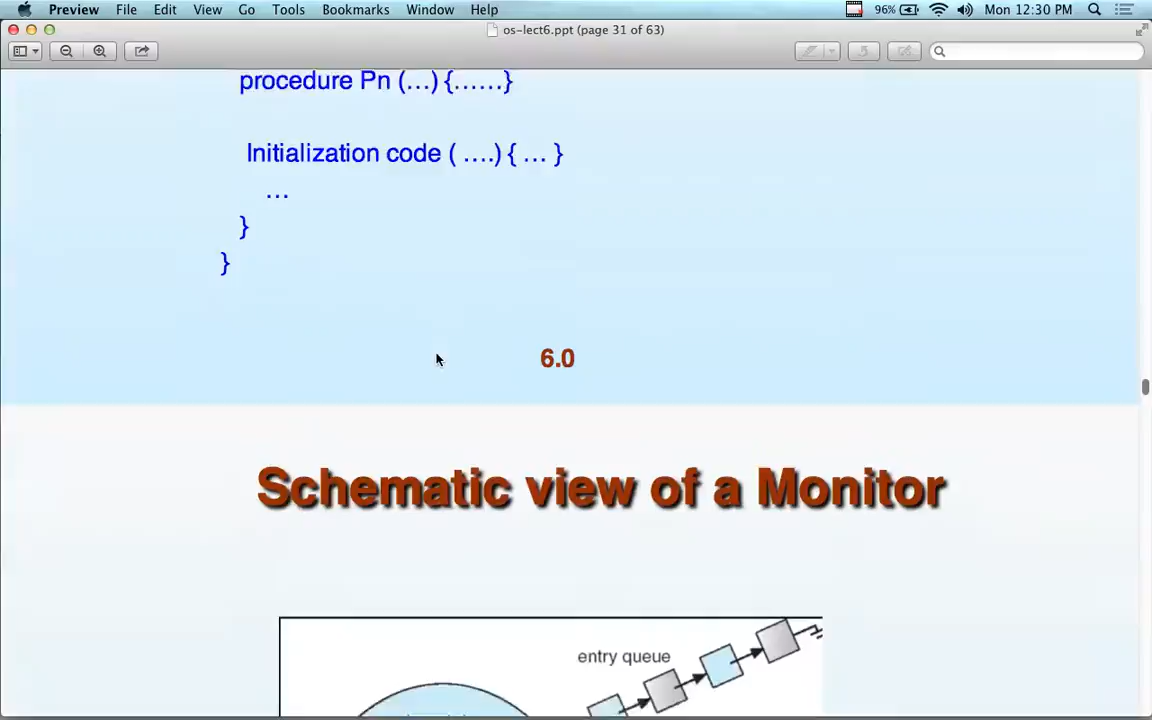 Preview File Edit View Go Tools Bookmarks Window Help 96% Mon 12:30 PM
os-lect6.ppt (page 31 of 63)
procedure Pn (…) {……}
Initialization code ( ….) { … }
…
}
}
6.0
Schematic view of a Monitor
entry queue